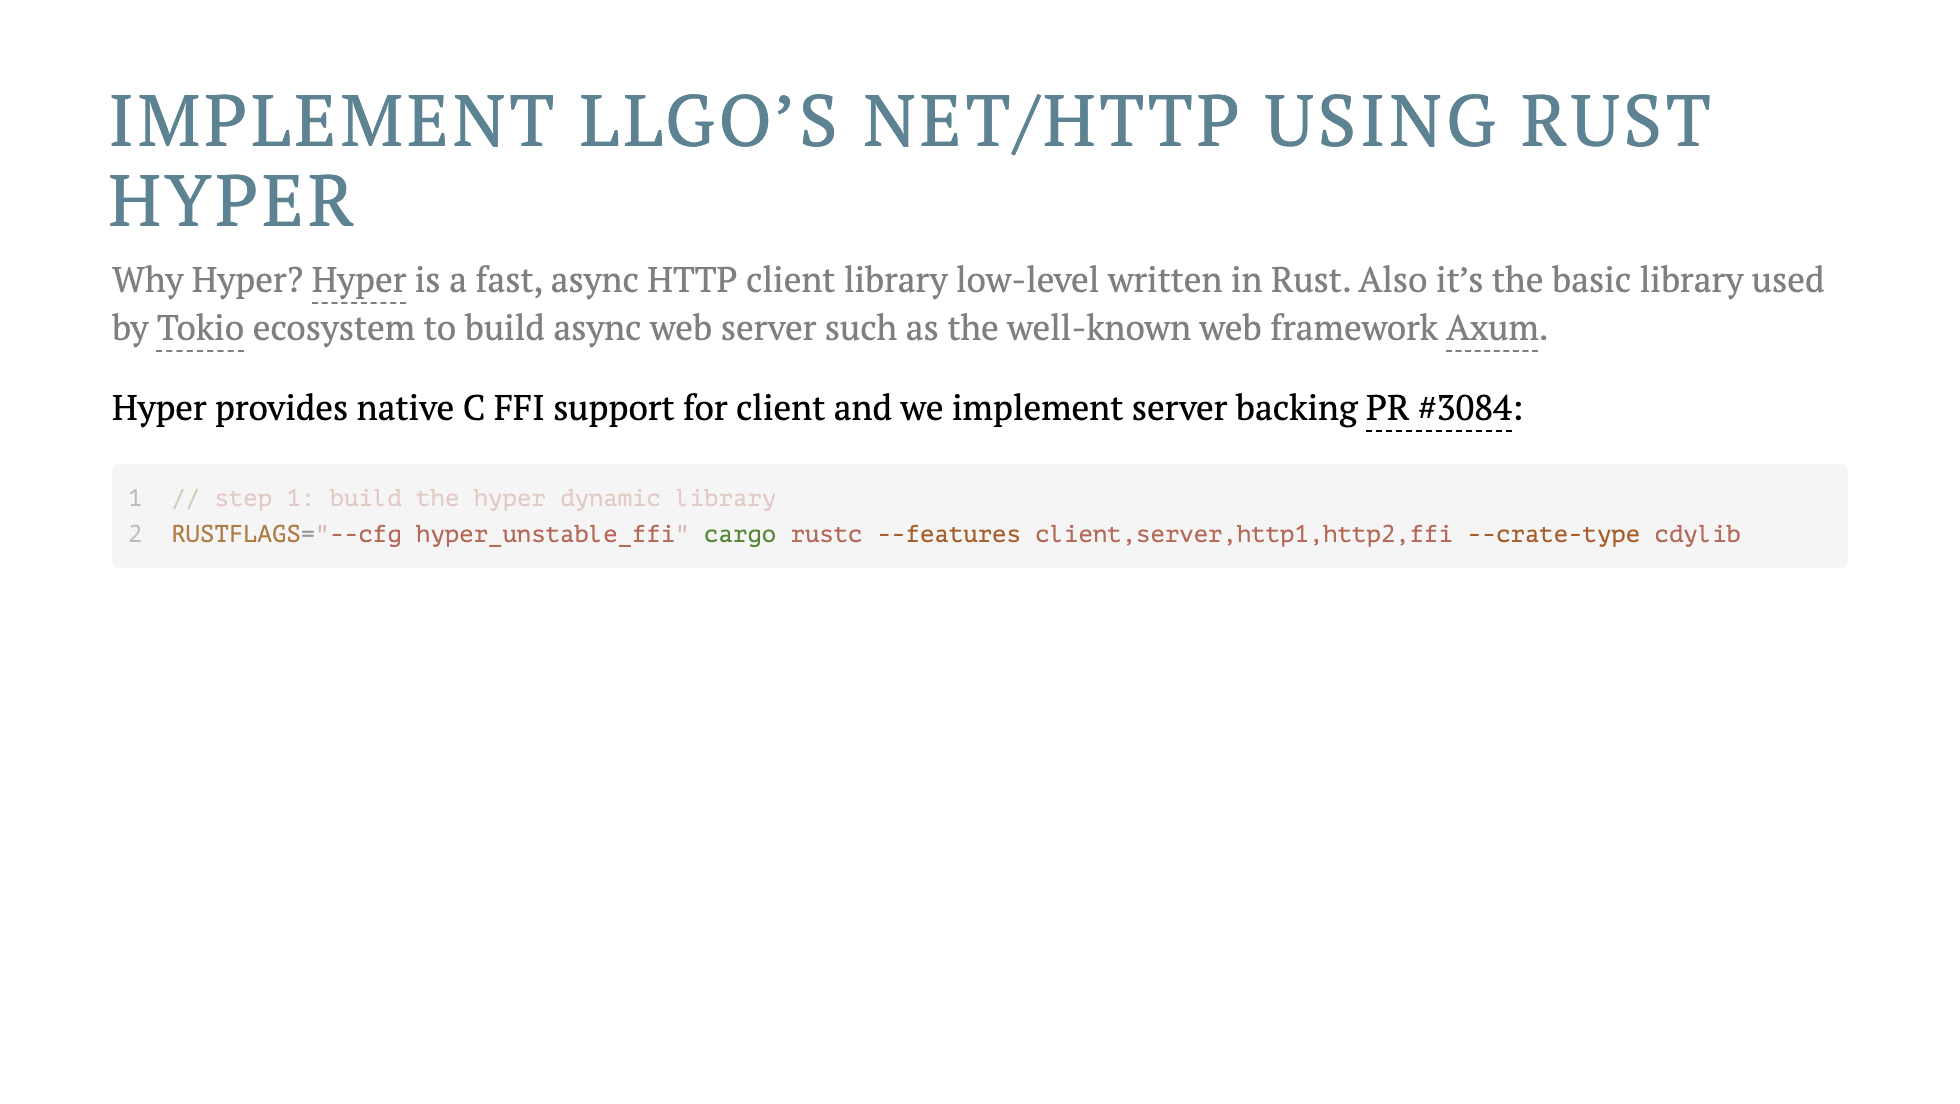 IMPLEMENT LLGO’S NET/HTTP USING RUST
HYPER
Why Hyper? Hyper is a fast, async HTTP client library low-level written in Rust. Also it’s the basic library used
by Tokio ecosystem to build async web server such as the well-known web framework Axum.
Hyper provides native C FFI support for client and we implement server backing PR #3084:
1 // step 1: build the hyper dynamic library
2 RUSTFLAGS="--cfg hyper_unstable_ffi" cargo rustc --features client,server,http1,http2,ffi --crate-type cdylib